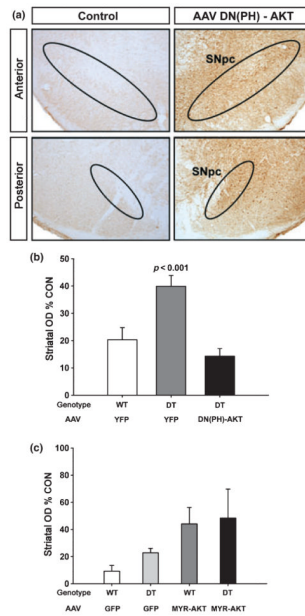 (a)
Control
AAV DN(PH) - AKT
Anterior
SNpc
Posterior
SNpc
(b)
p < 0.001
Striatal OD % CON
50
40
30
20
10
0
Genotype WT DT DT
AAV YFP YFP DN(PH)-AKT
(c)
Striatal OD % CON
100
80
60
40
20
0
Genotype WT DT WT DT
AAV GFP GFP MYR-AKT MYR-AKT